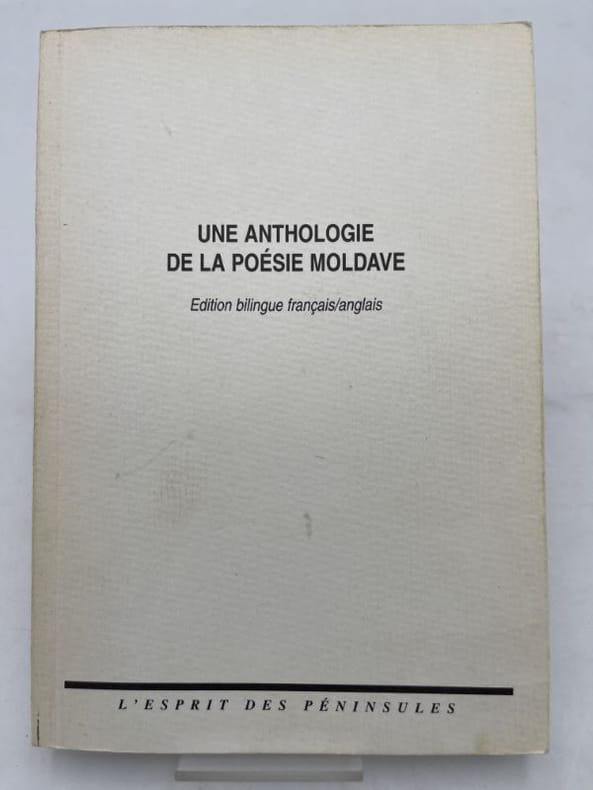 UNE ANTHOLOGIE
DE LA POÉSIE MOLDAVE
Edition bilingue français/anglais
L'ESPRIT DES PÉNINSULES